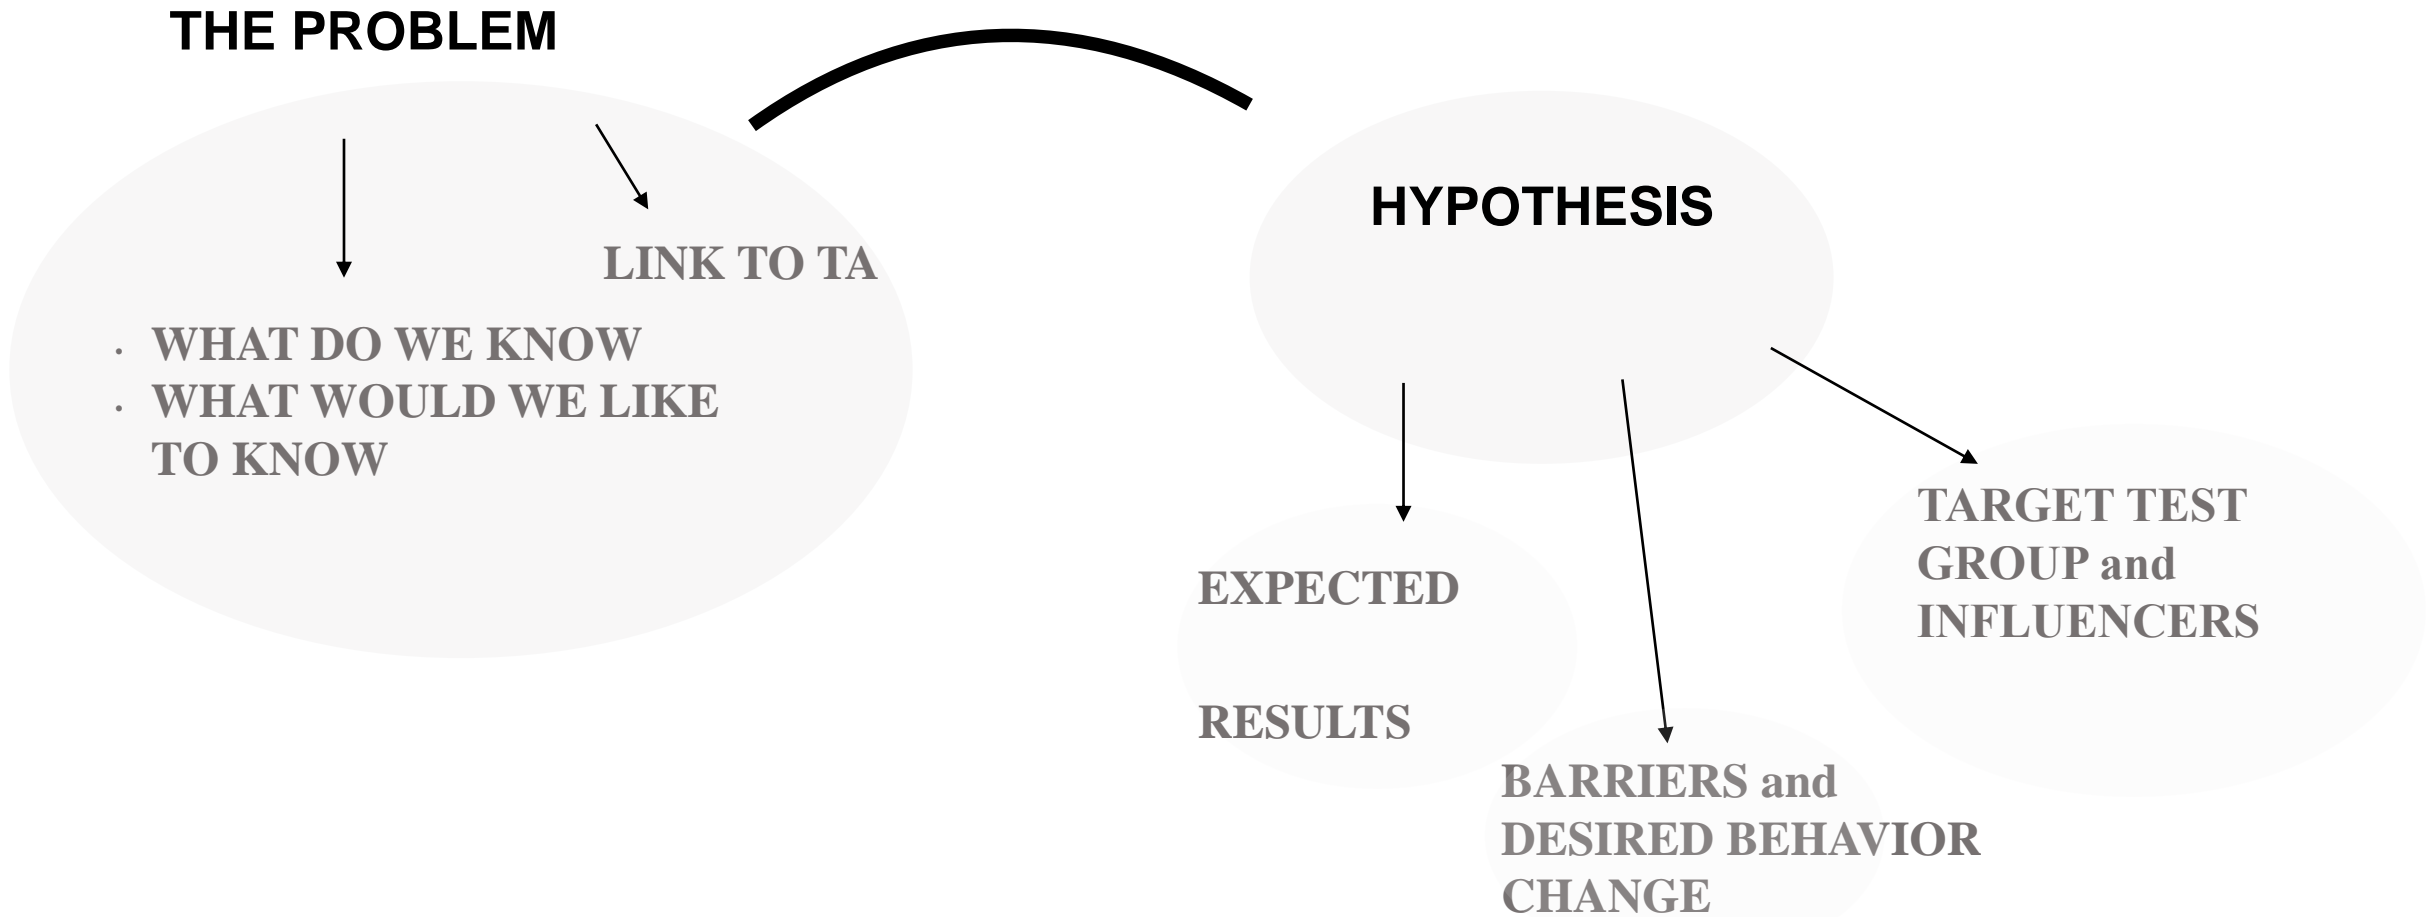 THE PROBLEM
LINK TO TA
· WHAT DO WE KNOW
· WHAT WOULD WE LIKE
TO KNOW
HYPOTHESIS
EXPECTED
RESULTS
BARRIERS and
DESIRED BEHAVIOR
CHANGE
TARGET TEST
GROUP and
INFLUENCERS